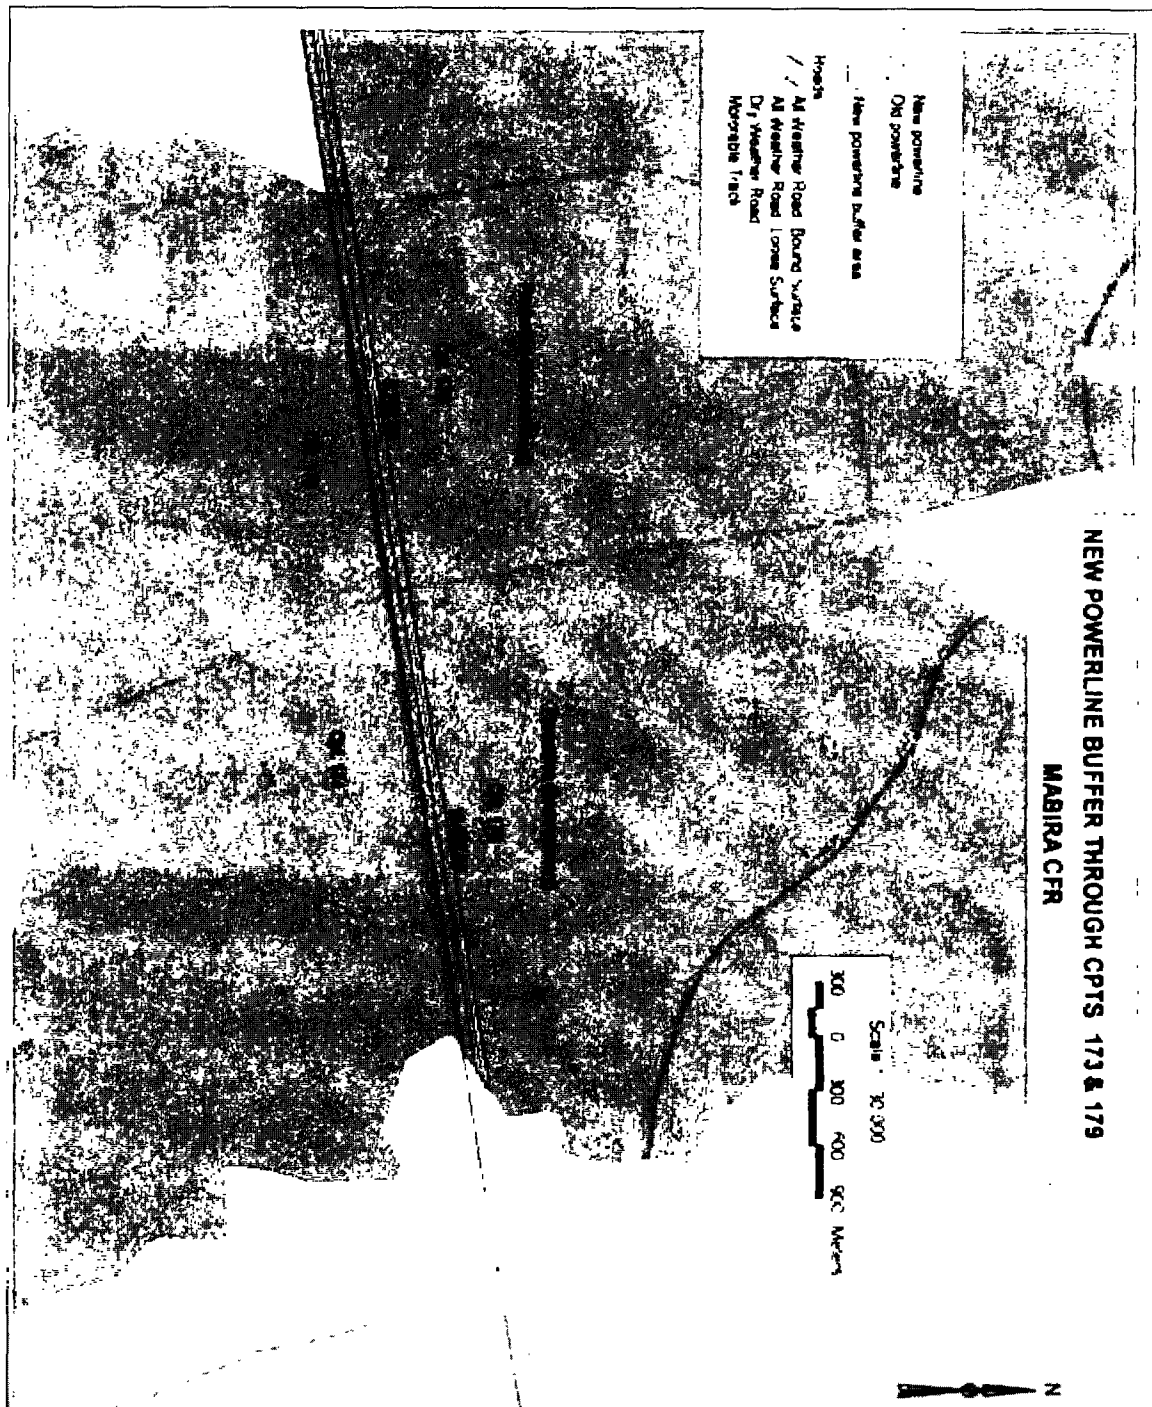 NEW POWERLINE BUFFER THROUGH CPTS 173 & 179
MABIRA CFR
N
New powerline
Old powerline
New powerline buffer area
Roads
All Weather Road Bound Surface
All Weather Road Loose Surface
Dry Weather Road
Motorable Track
Scale
300 0 300 600 900 Meters